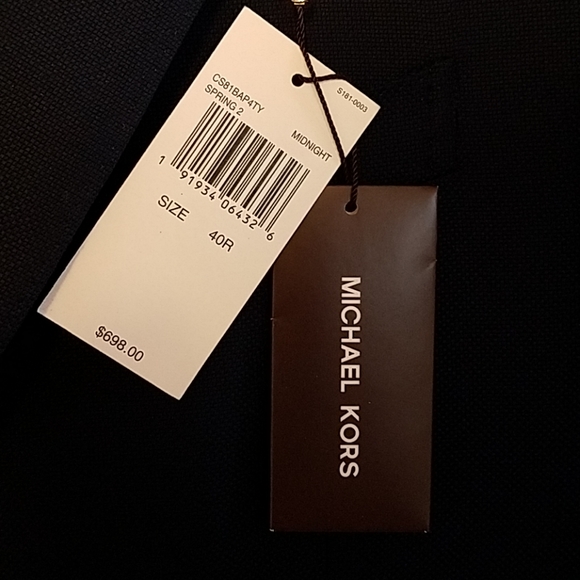 S181-0003
CS81BAP4TY
SPRING 2
MIDNIGHT
1 91934 06432 6
SIZE 40R
$698.00
MICHAEL KORS